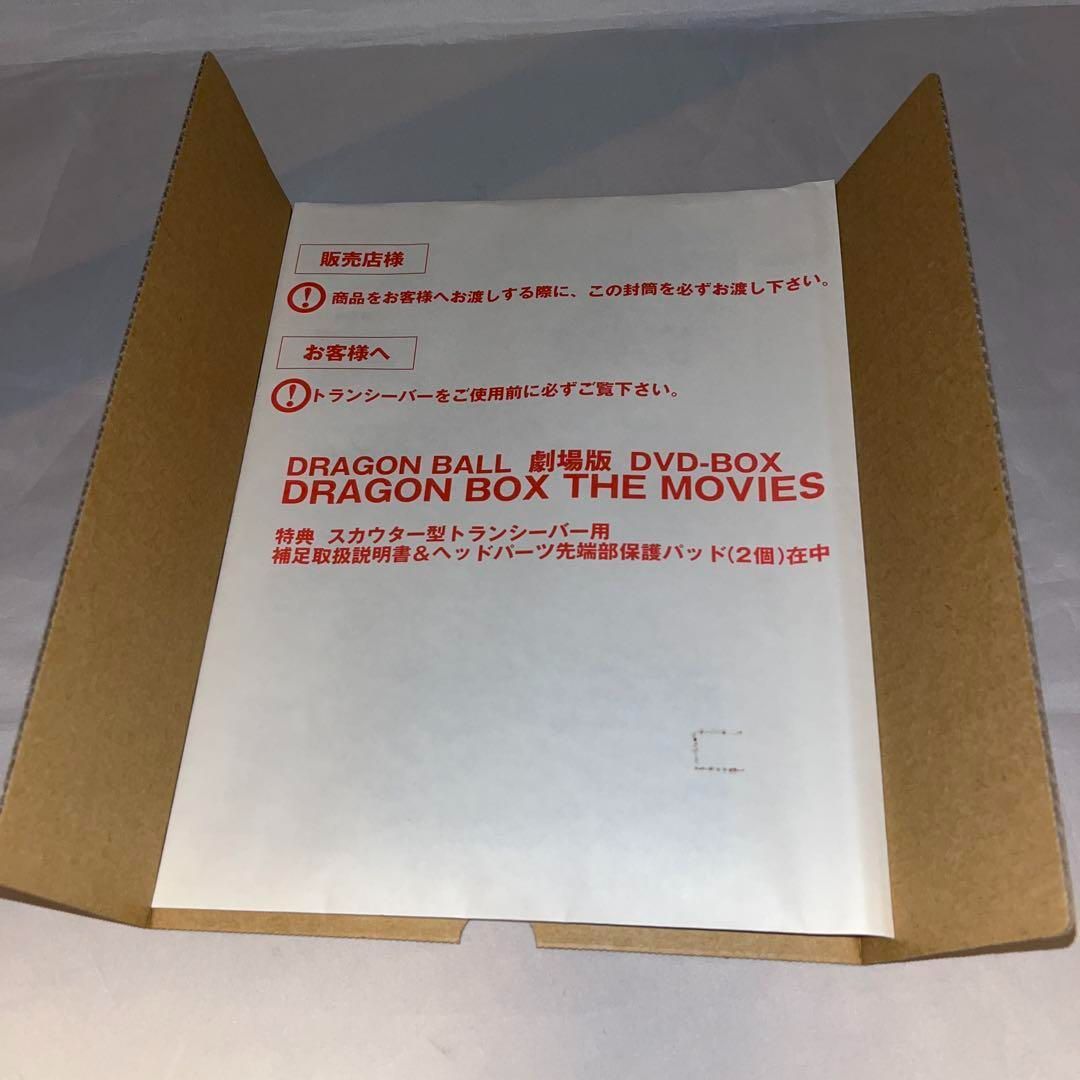 販売店様
! 商品をお客様へお渡しする際に、この封筒を必ずお渡し下さい。
お客様へ
! トランシーバーをご使用前に必ずご覧下さい。
DRAGON BALL 劇場版 DVD-BOX
DRAGON BOX THE MOVIES
特典 スカウター型トランシーバー用
補足取扱説明書&ヘッドパーツ先端部保護パッド(2個)在中